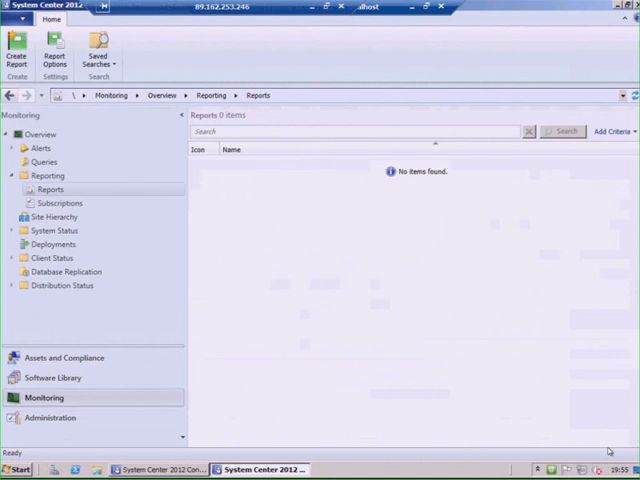 System Center 2012
89.162.253.246
alhost
Home
Create Report
Report Options
Saved Searches
Create
Settings
Search
\ Monitoring Overview Reporting Reports
Monitoring
Reports 0 items
Search
Search
Add Criteria
Icon Name
No items found.
Overview
Alerts
Queries
Reporting
Reports
Subscriptions
Site Hierarchy
System Status
Deployments
Client Status
Database Replication
Distribution Status
Assets and Compliance
Software Library
Monitoring
Administration
Ready
Start
System Center 2012 Con...
System Center 2012 ...
19:55